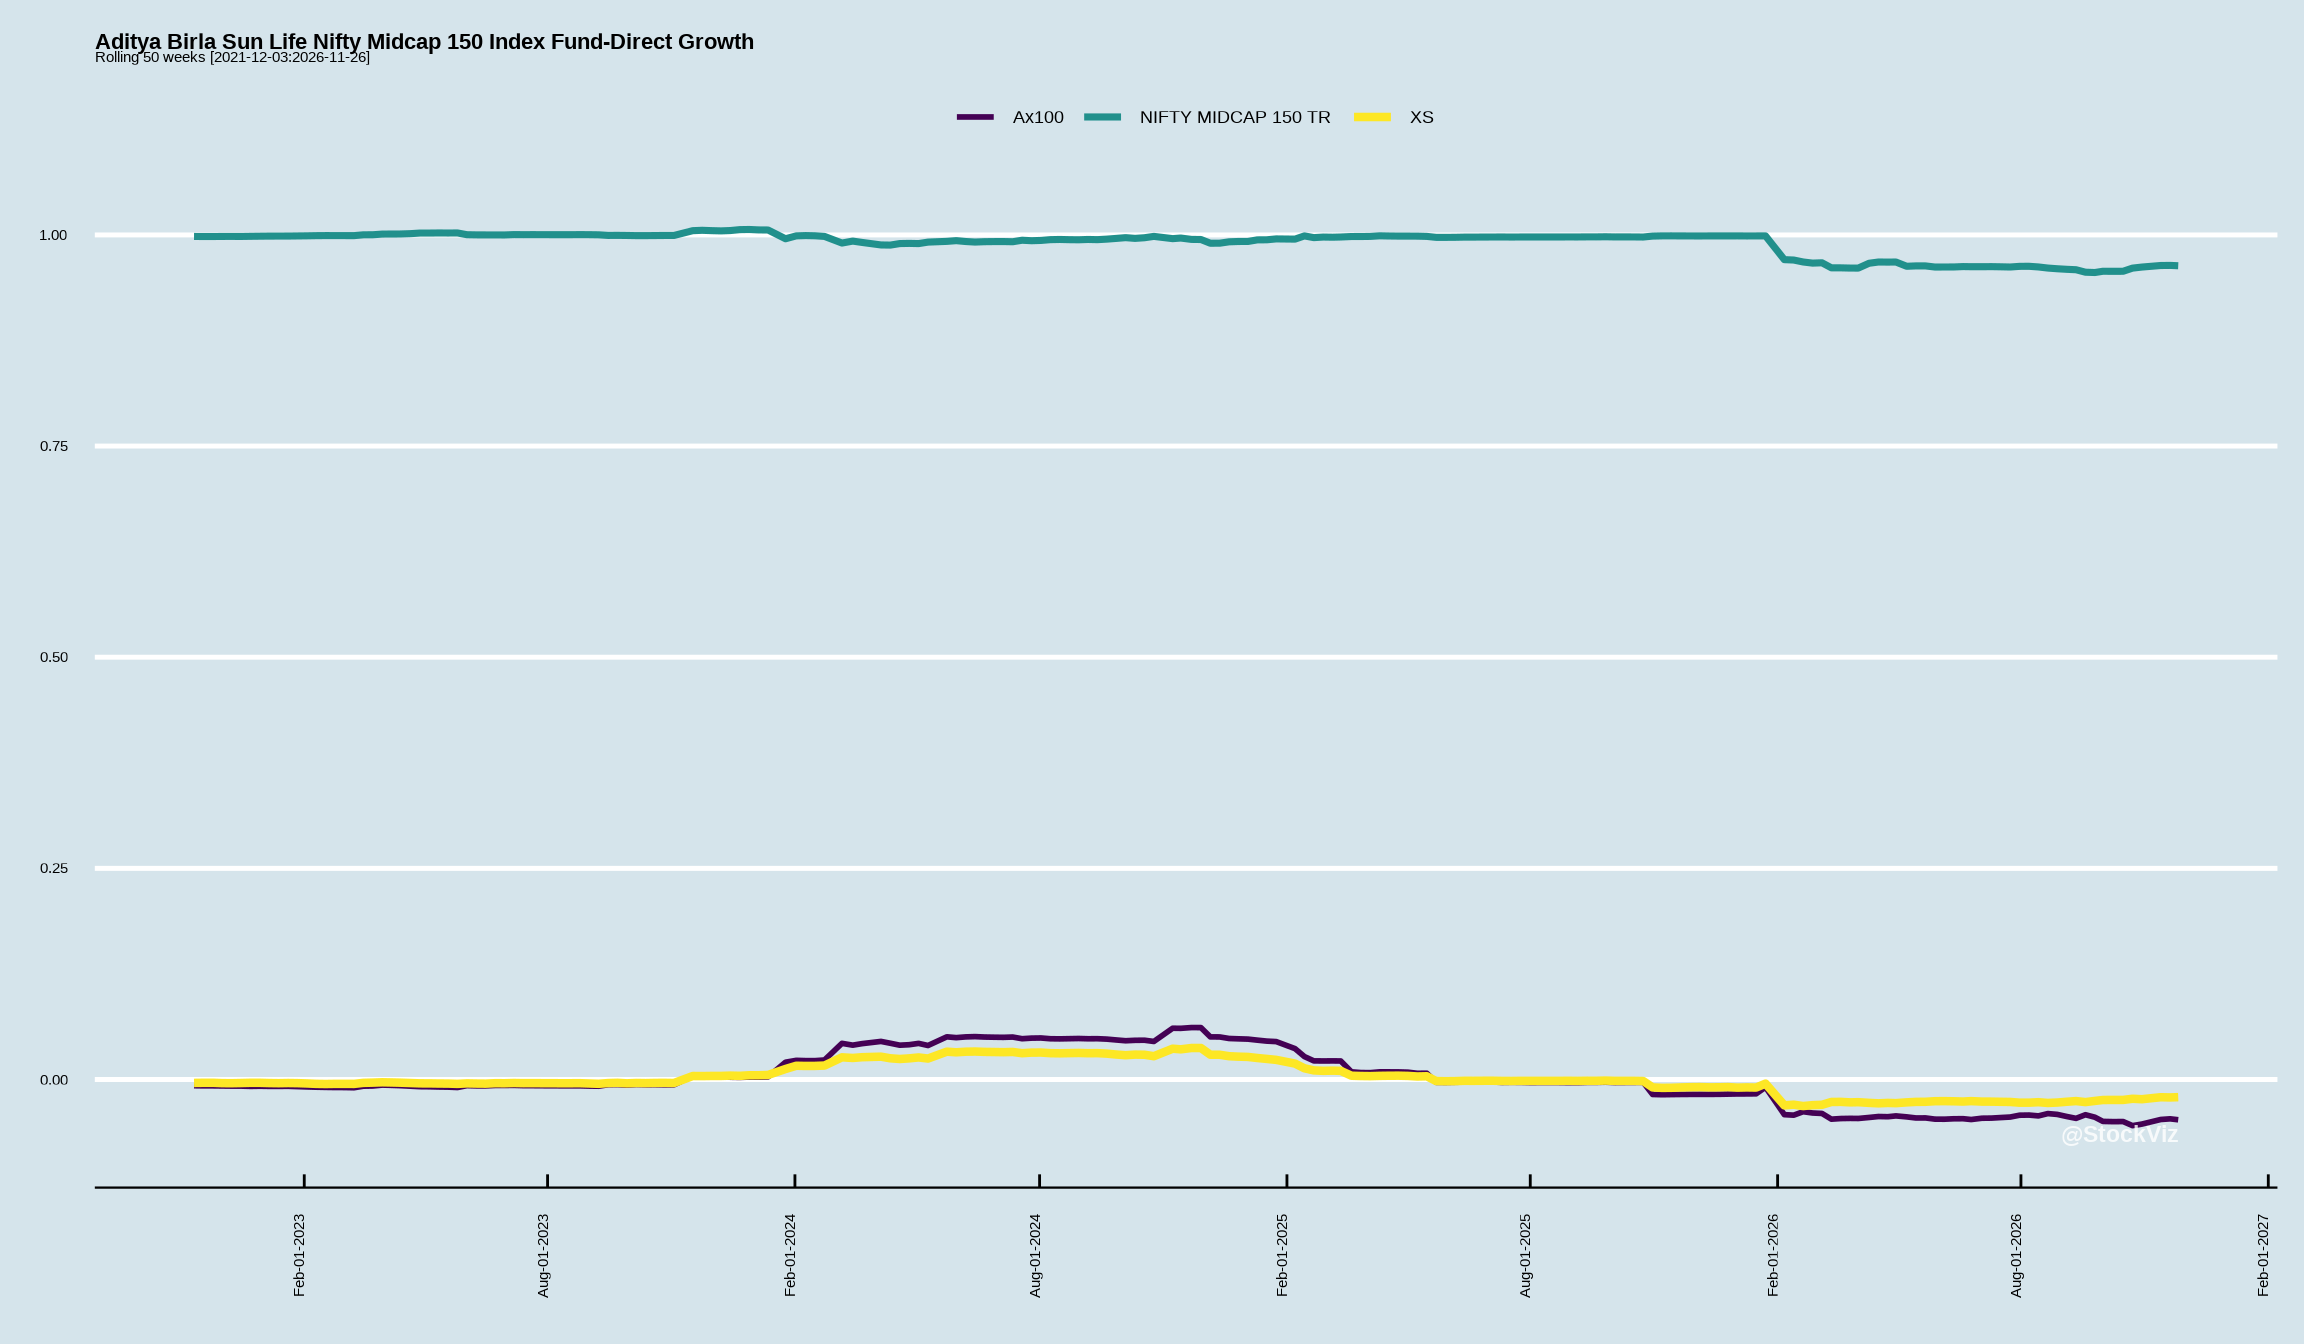 Aditya Birla Sun Life Nifty Midcap 150 Index Fund-Direct Growth
Rolling 50 weeks [2021-12-03:2026-11-26]
Ax100 NIFTY MIDCAP 150 TR XS
1.00
0.75
0.50
0.25
0.00
@StockViz
Feb-01-2023 Aug-01-2023 Feb-01-2024 Aug-01-2024 Feb-01-2025 Aug-01-2025 Feb-01-2026 Aug-01-2026 Feb-01-2027